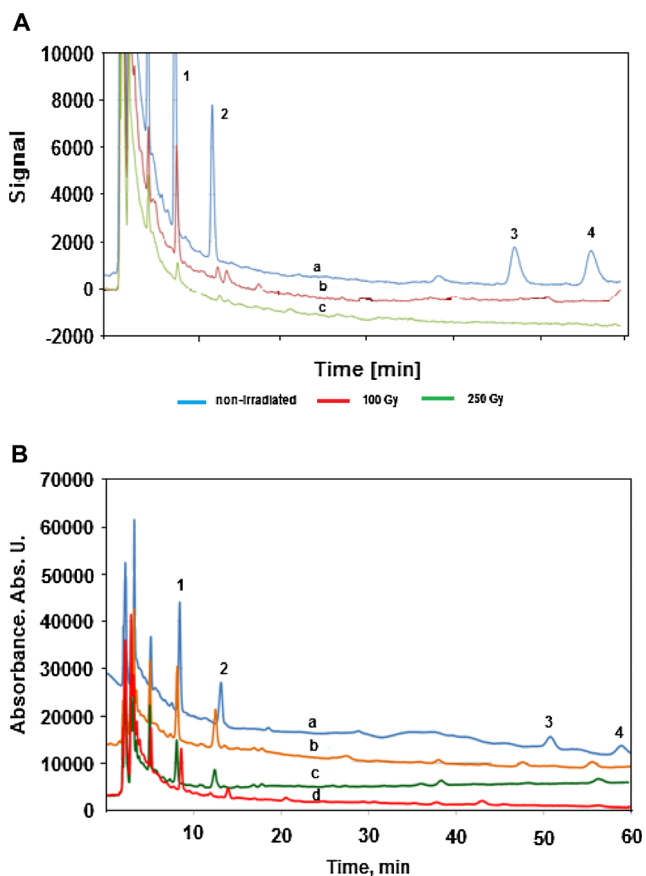 A
10000
8000
6000
4000
2000
0
-2000
Signal
1
2
3
4
a
b
c
Time [min]
non-irradiated 100 Gy 250 Gy
B
70000
60000
50000
40000
30000
20000
10000
0
Absorbance. Abs. U.
1
2
3
4
a
b
c
d
10 20 30 40 50 60
Time, min